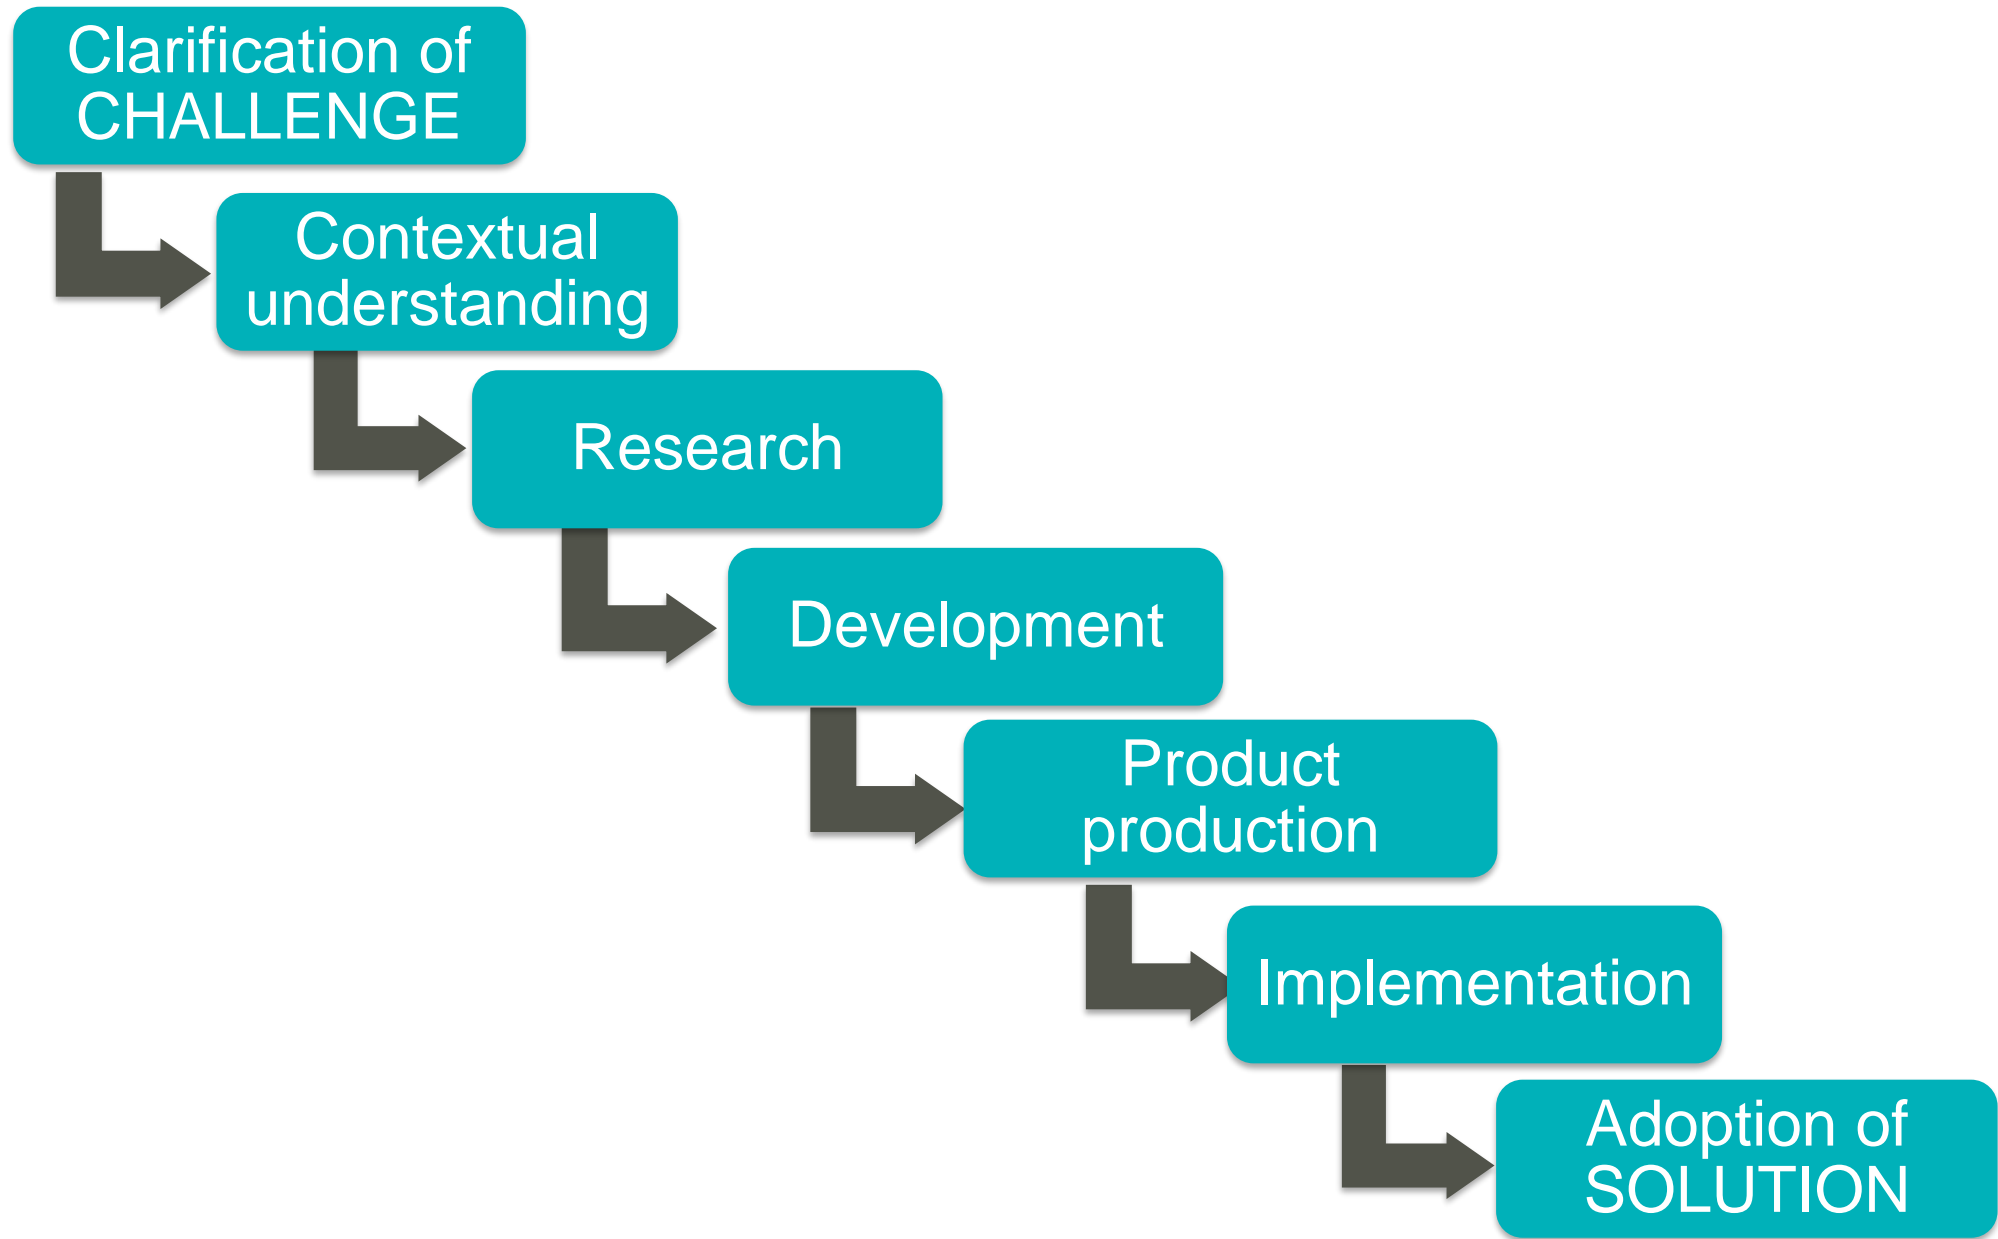 Clarification of
CHALLENGE
Contextual
understanding
Research
Development
Product
production
Implementation
Adoption of
SOLUTION